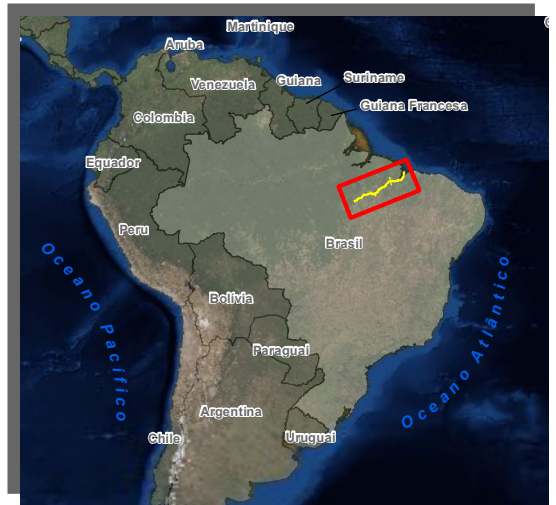 Martinique
Aruba
Venezuela
Guiana
Suriname
Guiana Francesa
Colombia
Equador
Peru
Brasil
Bolívia
Paraguai
Argentina
Chile
Uruguai
Oceano Pacífico
Oceano Atlântico